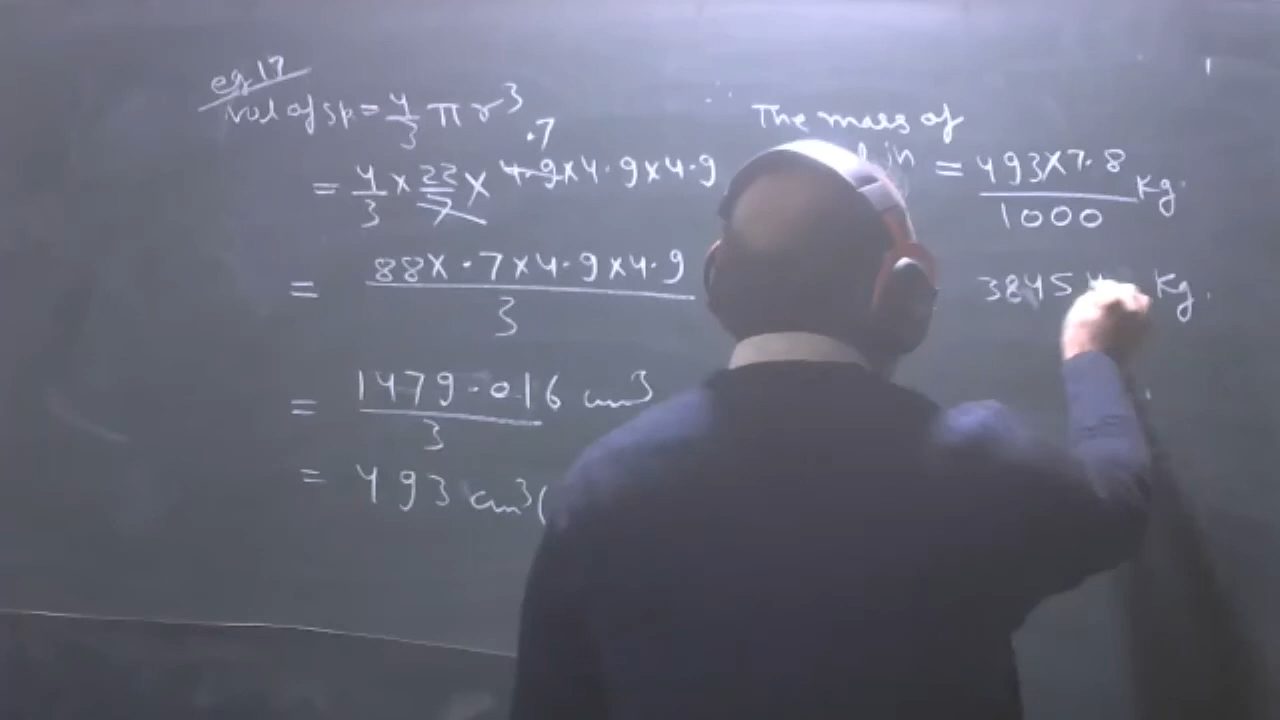 eg. 17
Vol of sp = 4/3 π r³
.7
= 4/3 × 22/7 × 4.9 × 4.9 × 4.9
= 88 × .7 × 4.9 × 4.9 / 3
= 1479.016 cm³ / 3
= 493 cm³ (
The mass of
in = 493 × 7.8 / 1000 Kg.
3845 Kg.